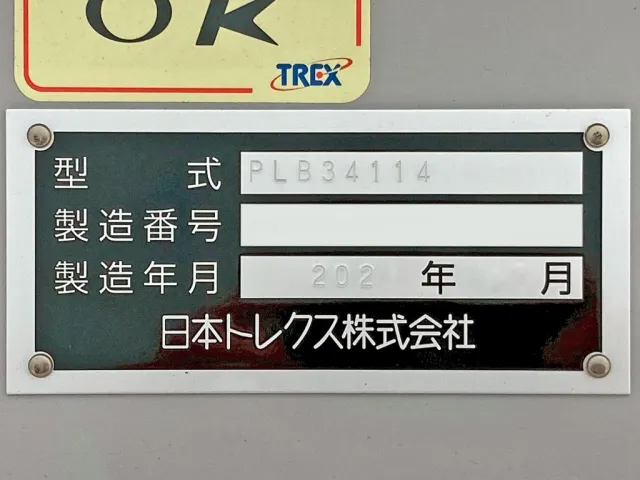 OK
TREX
型式 PLB34114
製造番号
製造年月 202 年 月
日本トレクス株式会社